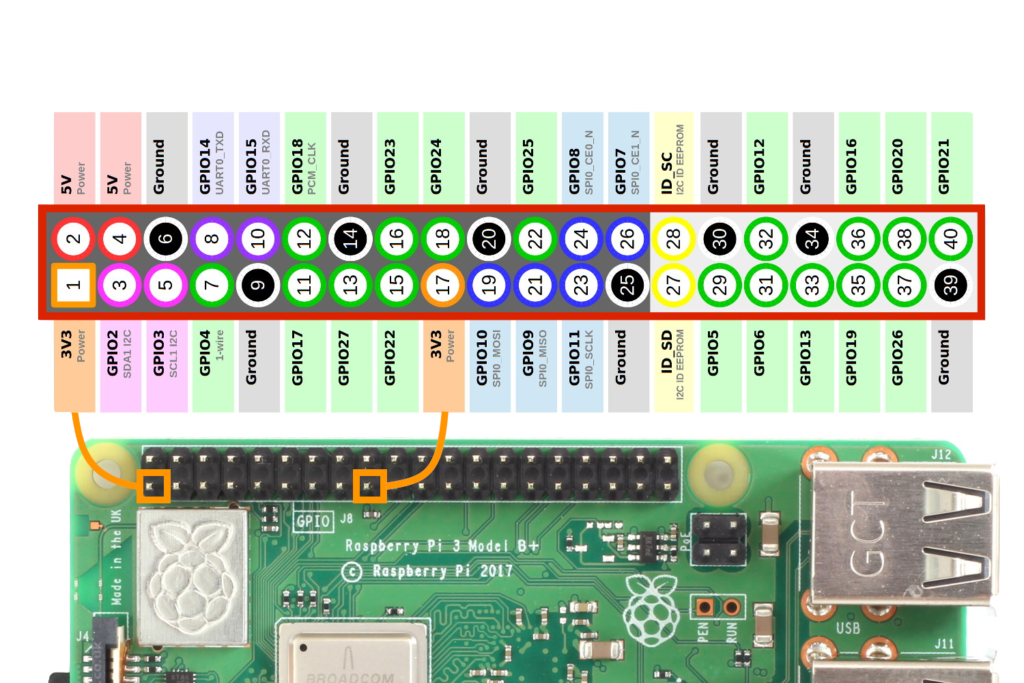 5V
Power
5V
Power
Ground
GPIO14
UART0_TXD
GPIO15
UART0_RXD
GPIO18
PCM_CLK
Ground
GPIO23
GPIO24
Ground
GPIO25
GPIO8
SPI0_CE0_N
GPIO7
SPI0_CE1_N
ID_SC
I2C ID EEPROM
Ground
GPIO12
Ground
GPIO16
GPIO20
GPIO21
2 4 6 8 10 12 14 16 18 20 22 24 26 28 30 32 34 36 38 40
1 3 5 7 9 11 13 15 17 19 21 23 25 27 29 31 33 35 37 39
3V3
Power
GPIO2
SDA1 I2C
GPIO3
SCL1 I2C
GPIO4
1-wire
Ground
GPIO17
GPIO27
GPIO22
3V3
Power
GPIO10
SPI0_MOSI
GPIO9
SPI0_MISO
GPIO11
SPI0_SCLK
Ground
ID_SD
I2C ID EEPROM
GPIO5
GPIO6
GPIO13
GPIO19
GPIO26
Ground
J12
Made in the UK
GPIO J8
PoE
GCT
Raspberry Pi 3 Model B+
© Raspberry Pi 2017
PEN
RUN
USB
J4
J11
BROADCOM